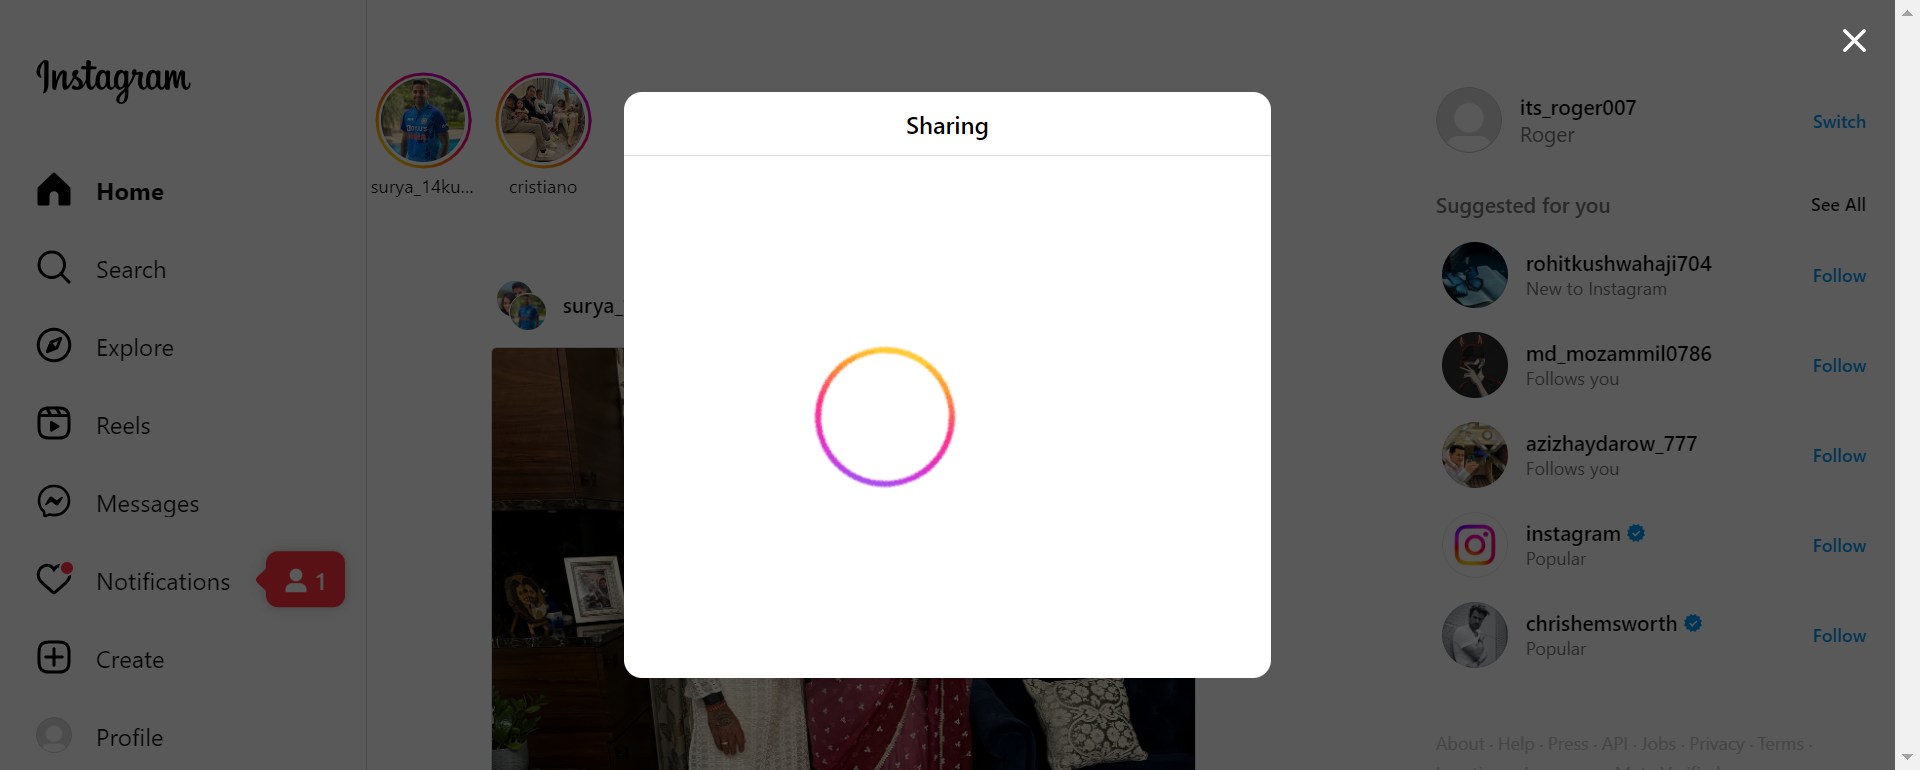 Instagram
Home
Search
Explore
Reels
Messages
Notifications
1
Create
Profile
surya_14ku...
cristiano
surya_
Sharing
its_roger007
Roger
Switch
Suggested for you
See All
rohitkushwahaji704
New to Instagram
Follow
md_mozammil0786
Follows you
Follow
azizhaydarow_777
Follows you
Follow
instagram
Popular
Follow
chrishemsworth
Popular
Follow
About · Help · Press · API · Jobs · Privacy · Terms ·